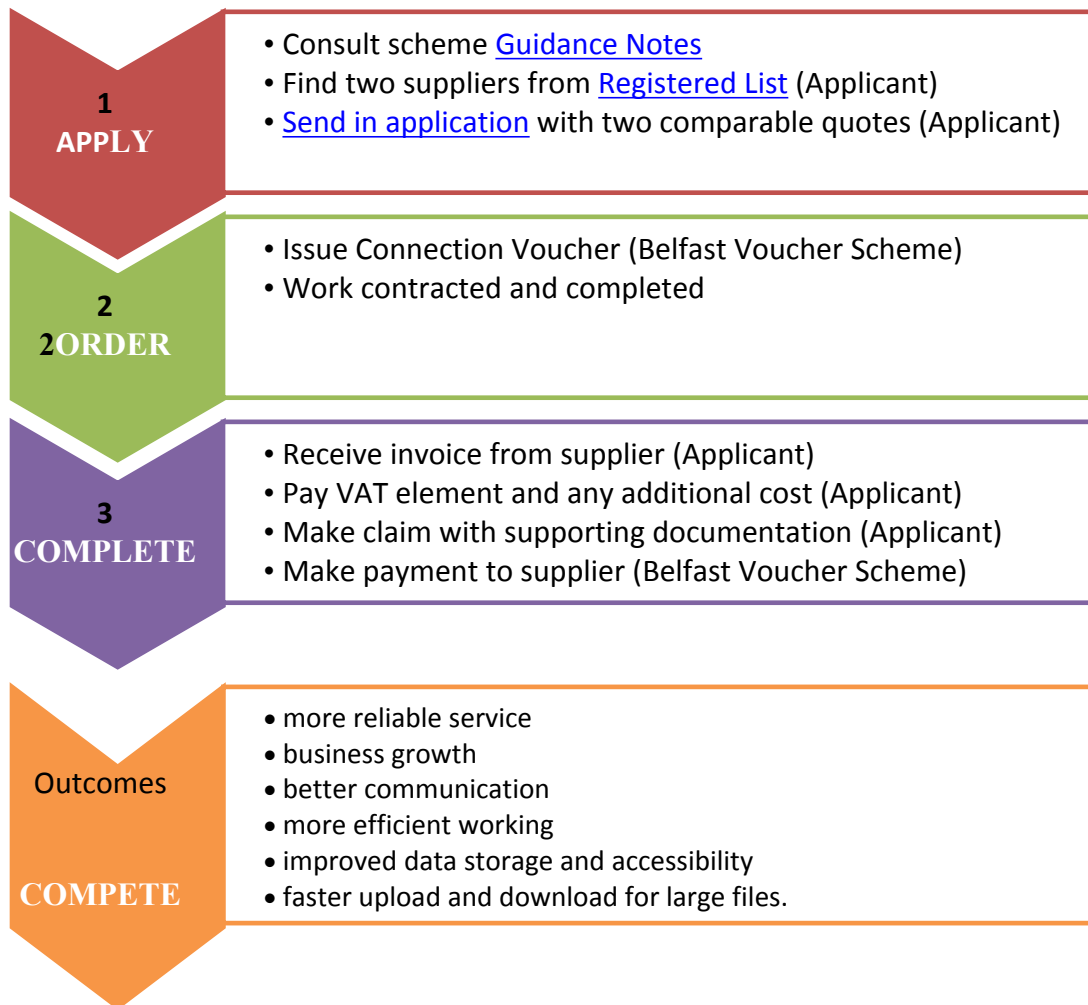 1
APPLY
• Consult scheme Guidance Notes
• Find two suppliers from Registered List (Applicant)
• Send in application with two comparable quotes (Applicant)
2
2ORDER
• Issue Connection Voucher (Belfast Voucher Scheme)
• Work contracted and completed
3
COMPLETE
• Receive invoice from supplier (Applicant)
• Pay VAT element and any additional cost (Applicant)
• Make claim with supporting documentation (Applicant)
• Make payment to supplier (Belfast Voucher Scheme)
Outcomes
COMPETE
• more reliable service
• business growth
• better communication
• more efficient working
• improved data storage and accessibility
• faster upload and download for large files.